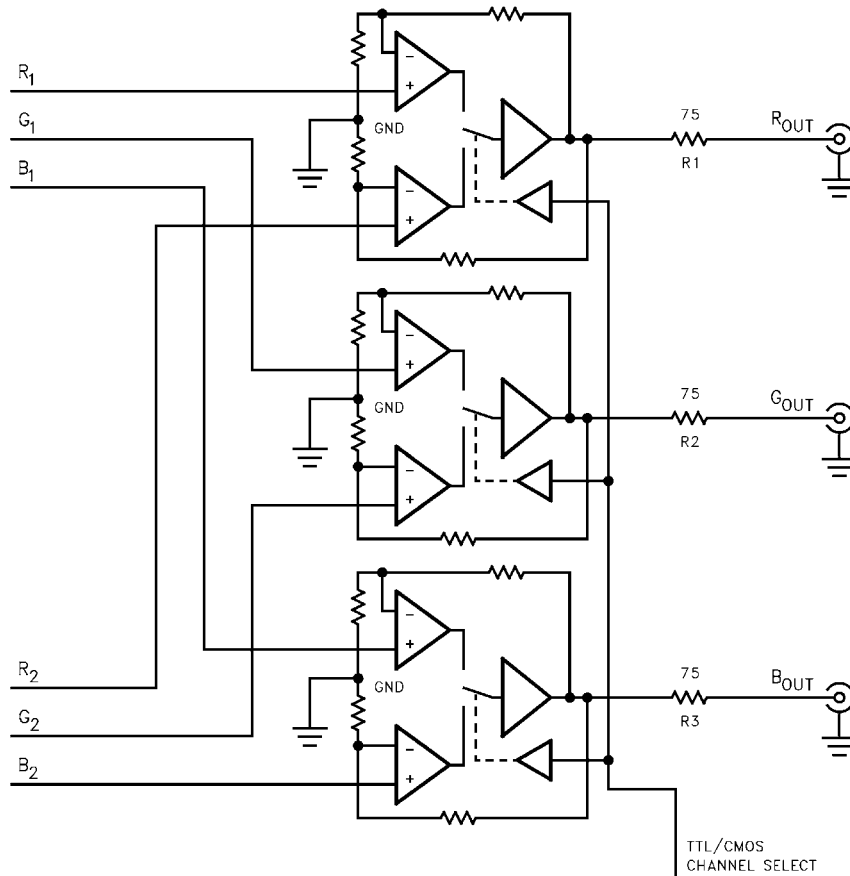 R1
G1
B1
−
+
GND
−
+
75
R1
ROUT
−
+
GND
−
+
75
R2
GOUT
R2
G2
B2
−
+
GND
−
+
75
R3
BOUT
TTL/CMOS
CHANNEL SELECT